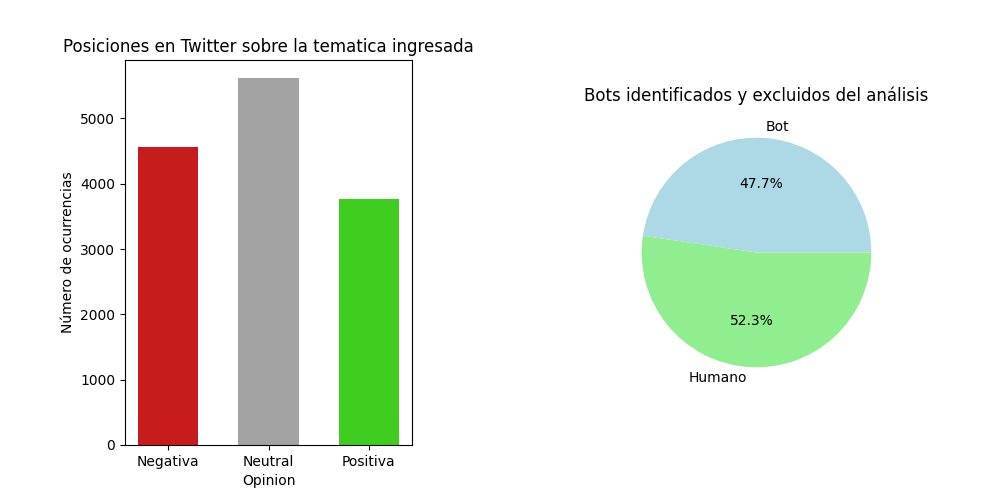 Posiciones en Twitter sobre la tematica ingresada
Número de ocurrencias
5000
4000
3000
2000
1000
0
Negativa
Neutral
Positiva
Opinion
Bots identificados y excluidos del análisis
Bot
47.7%
52.3%
Humano